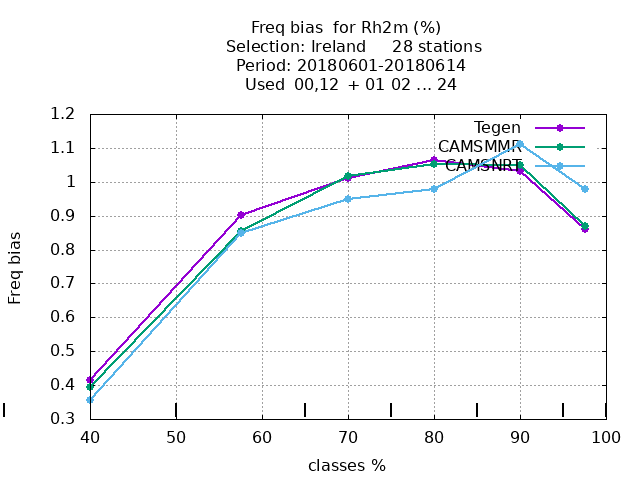 Freq bias for Rh2m (%)
Selection: Ireland 28 stations
Period: 20180601-20180614
Used 00,12 + 01 02 ... 24
1.2
1.1
1
0.9
0.8
0.7
0.6
0.5
0.4
0.3
Freq bias
Tegen
CAMSMMR
CAMSNRT
40 50 60 70 80 90 100
classes %